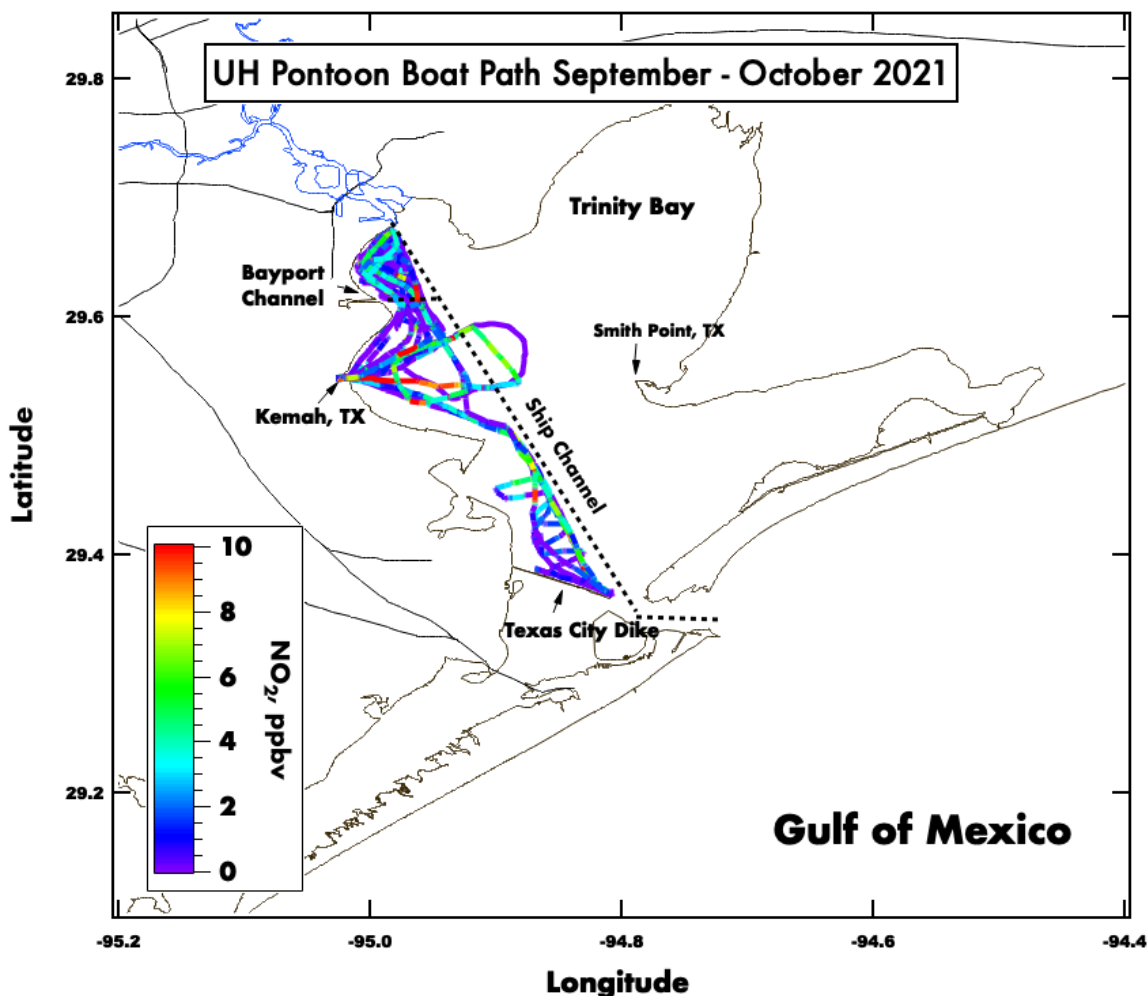 UH Pontoon Boat Path September - October 2021
29.8
29.6
29.4
29.2
Latitude
Trinity Bay
Bayport
Channel
Smith Point, TX
Kemah, TX
Ship Channel
Texas City Dike
10
8
6
4
2
0
NO2, ppbv
Gulf of Mexico
-95.2
-95.0
-94.8
-94.6
-94.4
Longitude